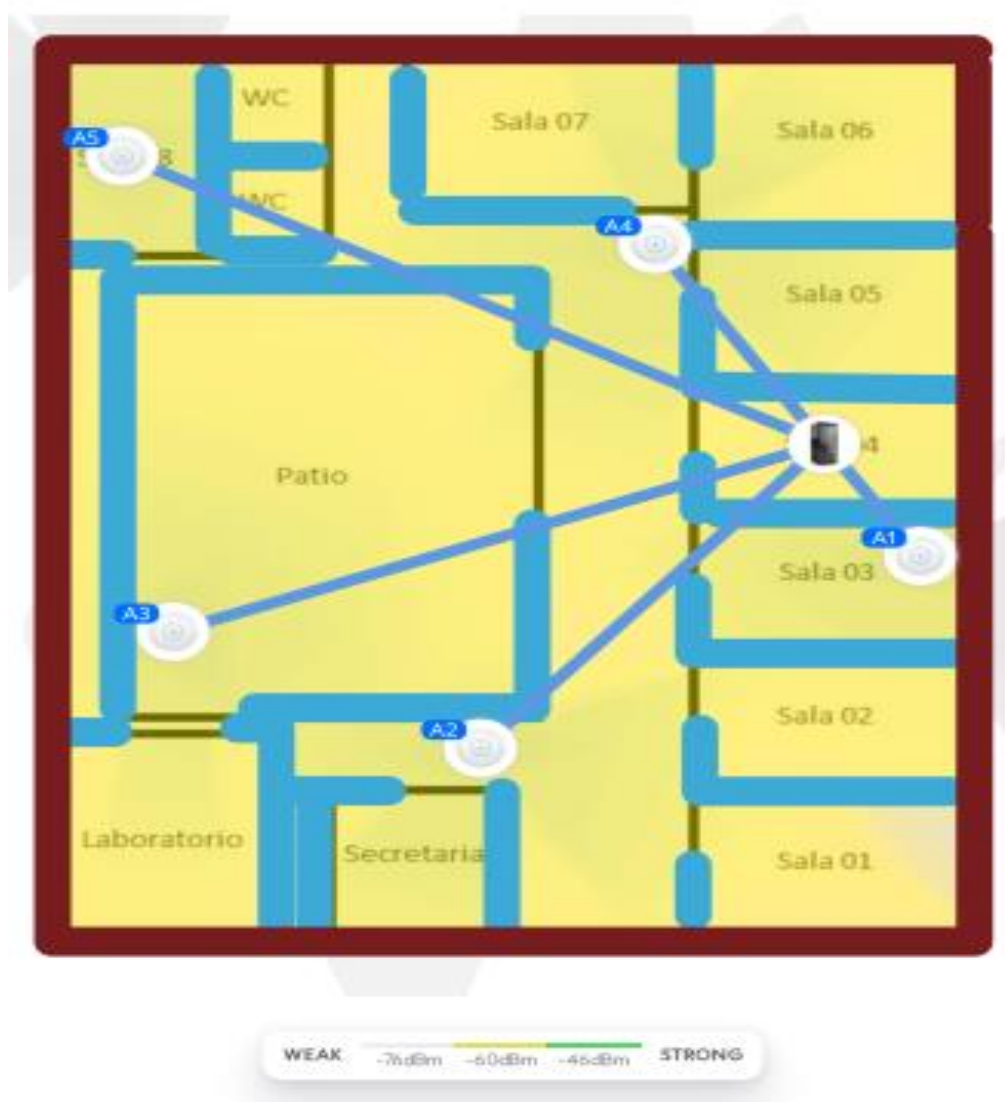 WC
Sala 07
Sala 06
A5
WC
A4
Sala 05
Patio
A1
Sala 03
A3
Sala 02
A2
Laboratorio
Secretaria
Sala 01
WEAK
-76dBm
-60dBm
-46dBm
STRONG